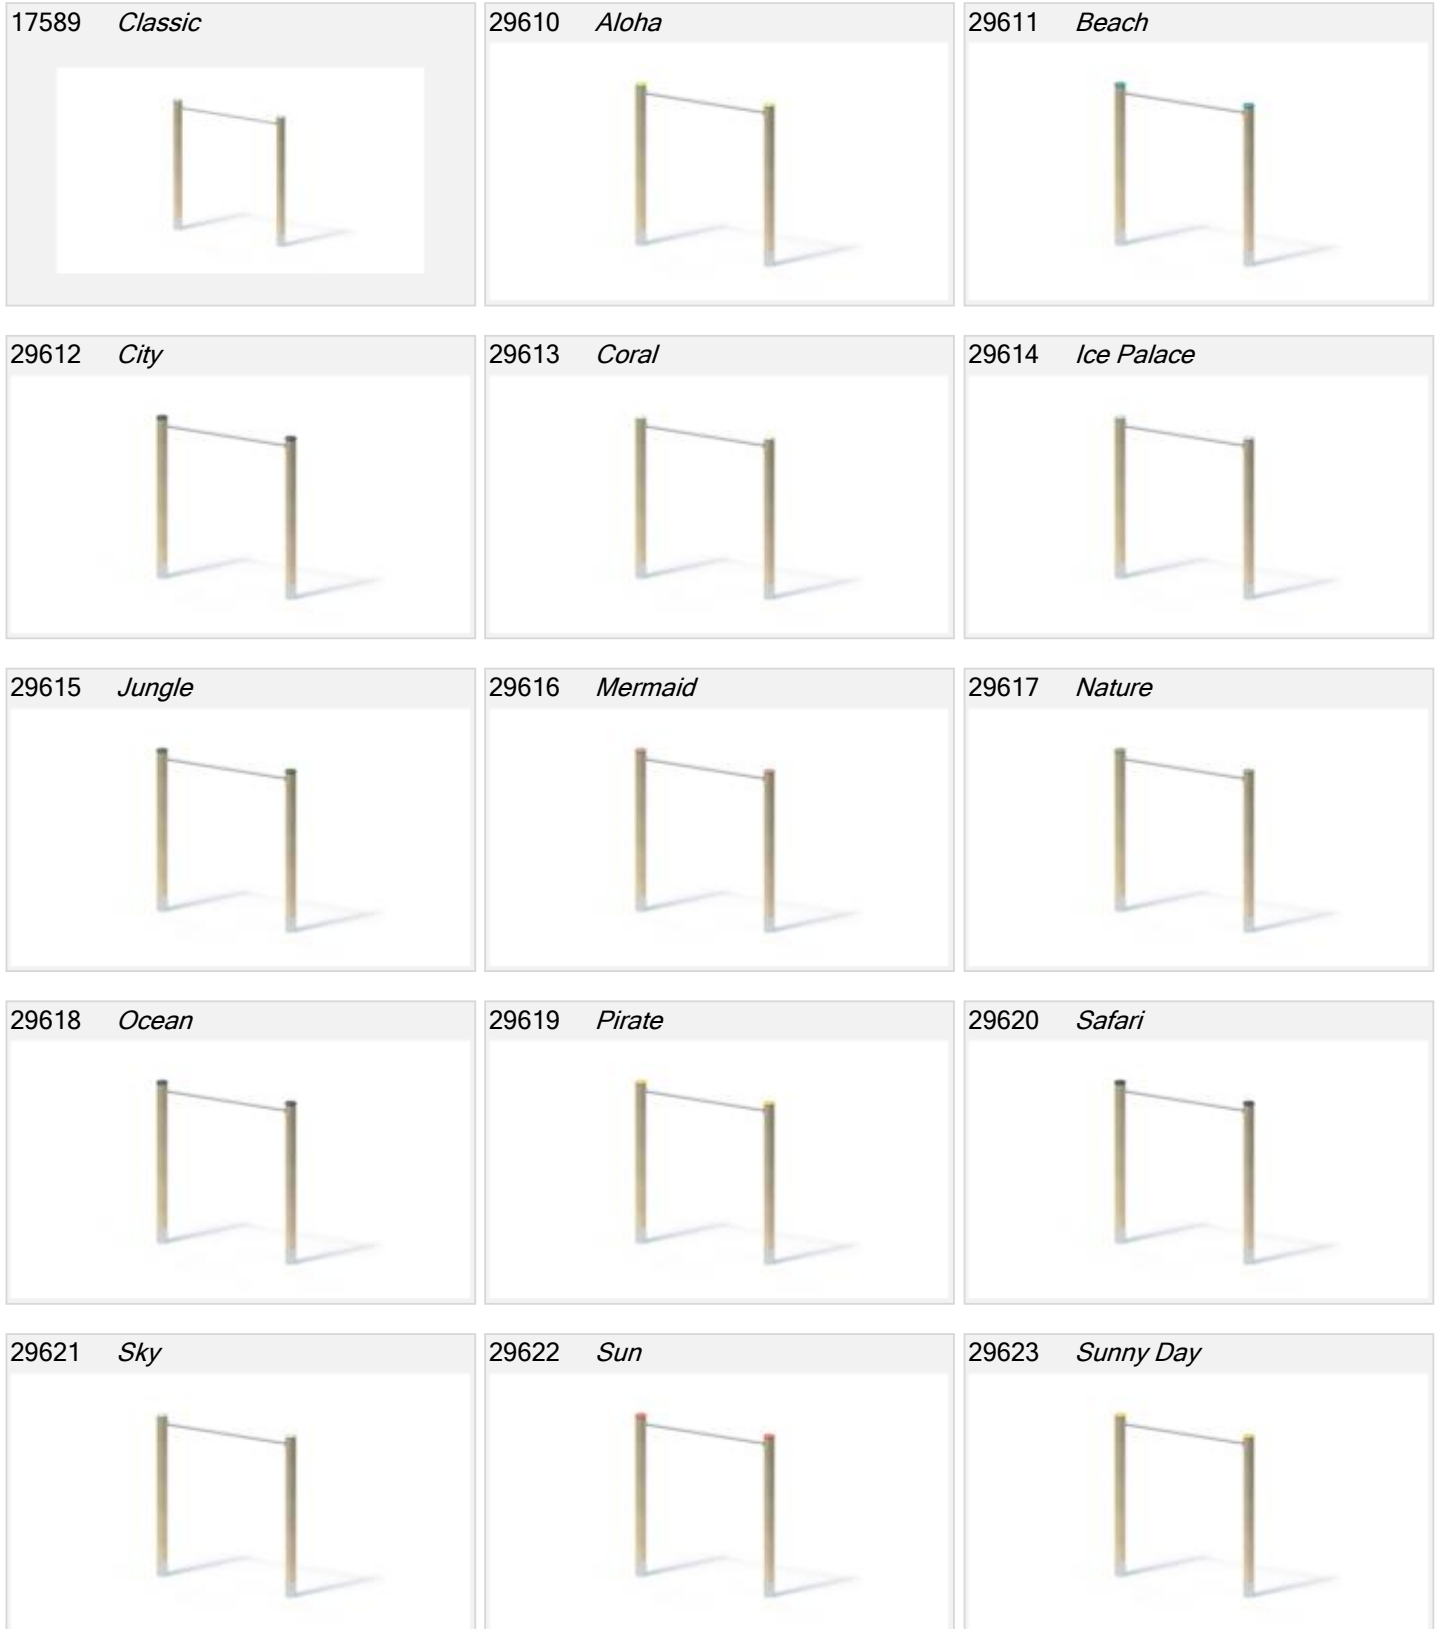 17589 Classic
29610 Aloha
29611 Beach
29612 City
29613 Coral
29614 Ice Palace
29615 Jungle
29616 Mermaid
29617 Nature
29618 Ocean
29619 Pirate
29620 Safari
29621 Sky
29622 Sun
29623 Sunny Day